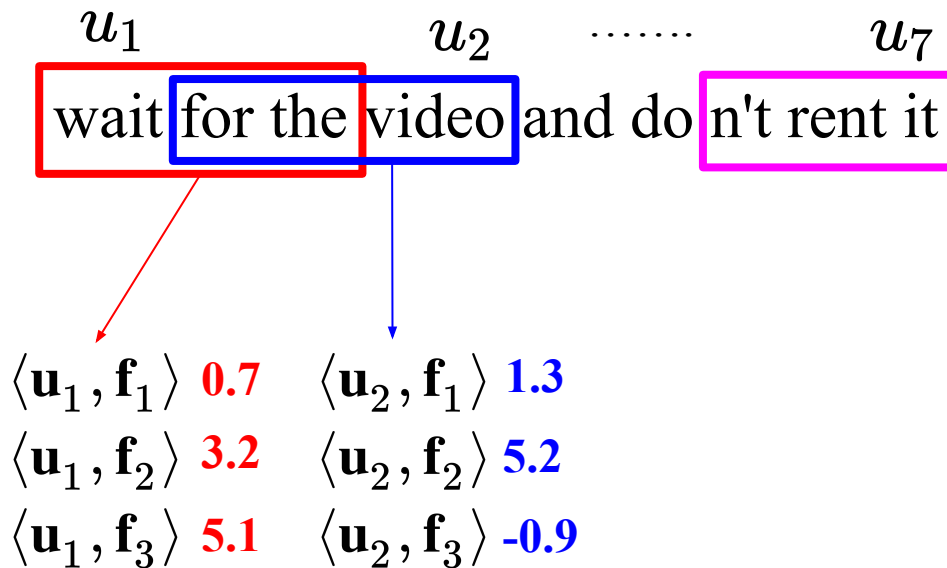 u₁ u₂ ....... u₇
wait for the video and do n't rent it
⟨u₁, f₁⟩ 0.7 ⟨u₂, f₁⟩ 1.3
⟨u₁, f₂⟩ 3.2 ⟨u₂, f₂⟩ 5.2
⟨u₁, f₃⟩ 5.1 ⟨u₂, f₃⟩ -0.9